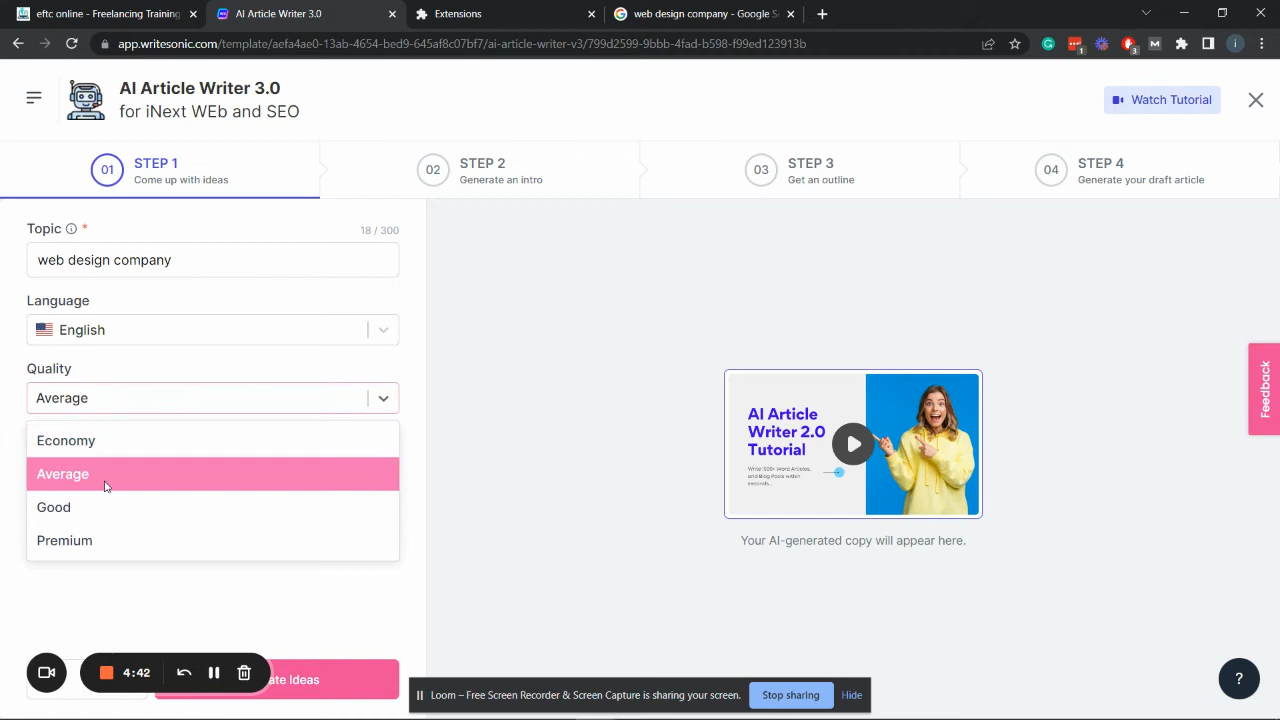 eftc online - Freelancing Training
AI Article Writer 3.0
Extensions
web design company - Google Se
app.writesonic.com/template/aefa4ae0-13ab-4654-bed9-645af8c07bf7/ai-article-writer-v3/799d2599-9bbb-4fad-b598-f99ed123913b
AI Article Writer 3.0
for iNext WEb and SEO
Watch Tutorial
01
STEP 1
Come up with ideas
02
STEP 2
Generate an intro
03
STEP 3
Get an outline
04
STEP 4
Generate your draft article
Topic *
18 / 300
web design company
Language
English
Quality
Average
Economy
Average
Good
Premium
AI Article
Writer 2.0
Tutorial
Your AI-generated copy will appear here.
Feedback
4:42
ate Ideas
Loom – Free Screen Recorder & Screen Capture is sharing your screen.
Stop sharing
Hide
?